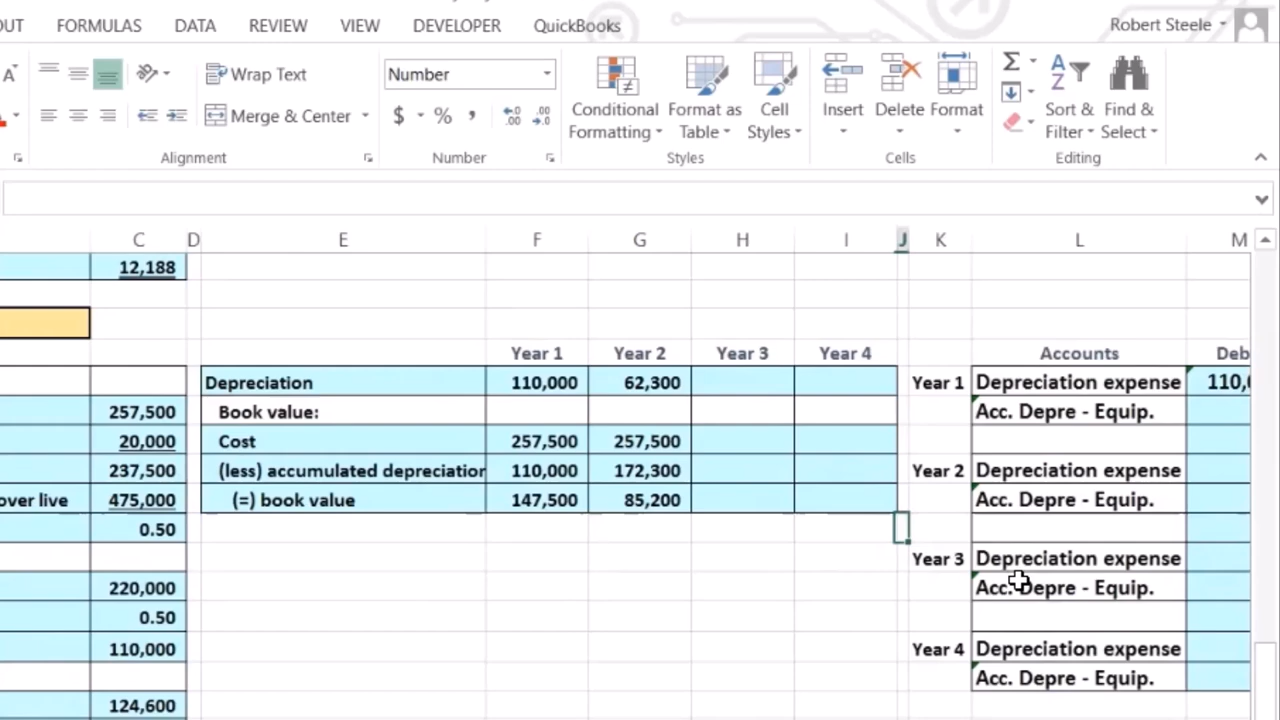 OUT FORMULAS DATA REVIEW VIEW DEVELOPER QuickBooks Robert Steele
A Wrap Text Number
Merge & Center $ % , .00
Conditional Formatting Format as Table Cell Styles Insert Delete Format Sort & Filter Find & Select
Alignment Number Styles Cells Editing
C D E F G H I J K L M
12,188
Year 1 Year 2 Year 3 Year 4 Accounts Deb
Depreciation 110,000 62,300 Year 1 Depreciation expense 110,0
257,500 Book value: Acc. Depre - Equip.
20,000 Cost 257,500 257,500
237,500 (less) accumulated depreciation 110,000 172,300 Year 2 Depreciation expense
over live 475,000 (=) book value 147,500 85,200 Acc. Depre - Equip.
0.50
Year 3 Depreciation expense
220,000 Acc. Depre - Equip.
0.50
110,000 Year 4 Depreciation expense
Acc. Depre - Equip.
124,600